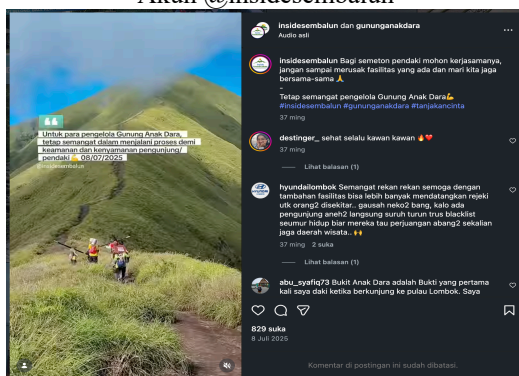 Akun @insidesembalun
Untuk para pengelola Gunung Anak Dara,
tetap semangat dalam menjalani proses demi
keamanan dan kenyamanan pengunjung/
pendaki💪 08/07/2025
@insidesembalun
insidesembalun dan gununganakdara
Audio asli
insidesembalun Bagi semeton pendaki mohon kerjasamanya,
jangan sampai merusak fasilitas yang ada dan mari kita jaga
bersama-sama 🙏
-
Tetap semangat pengelola Gunung Anak Dara💪
#insidesembalun #gununganakdara #tanjakancinta
37 ming
destinger_ sehat selalu kawan kawan 🔥❤️
37 ming
Lihat balasan (1)
hyundailombok Semangat rekan rekan semoga dengan
tambahan fasilitas bisa lebih banyak mendatangkan rejeki
utk orang2 disekitar.. gausah neko2 bang, kalo ada
pengunjung aneh2 langsung suruh turun trus blacklist
seumur hidup biar mereka tau perjuangan abang2 sekalian
jaga daerah wisata.. 🙌
37 ming 2 suka
Lihat balasan (1)
abu_syafiq73 Bukit Anak Dara adalah Bukti yang pertama
kali saya daki ketika berkunjung ke pulau Lombok. Saya
829 suka
8 Juli 2025
Komentar di postingan ini sudah dibatasi.